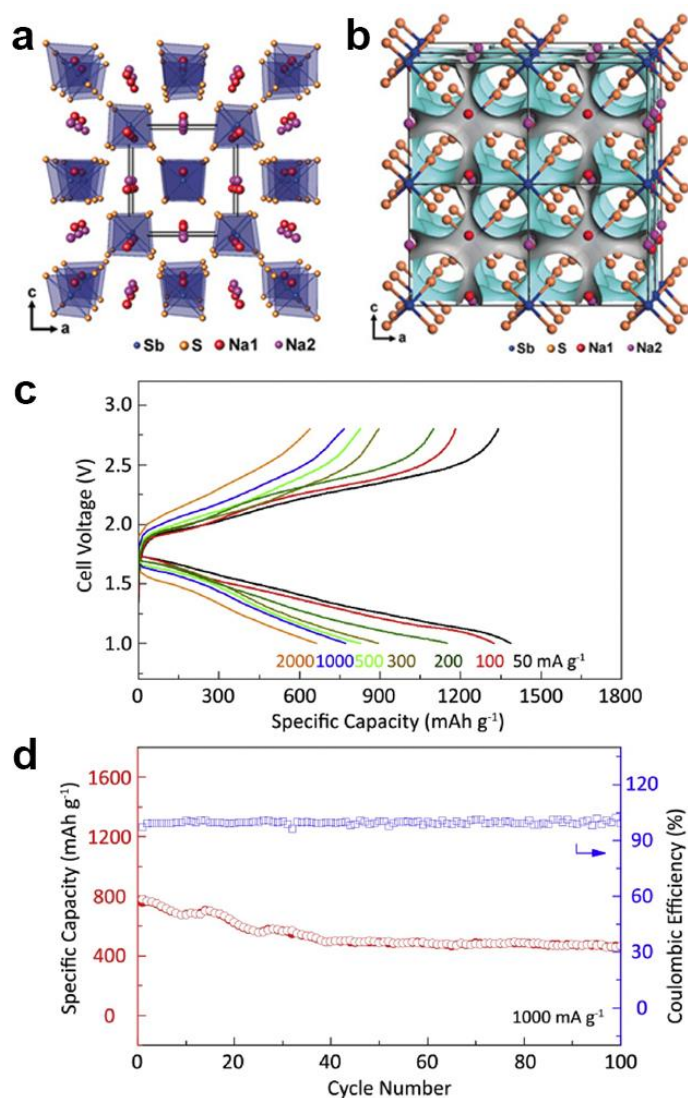 a
b
c
a
Sb S Na1 Na2
c
a
Sb S Na1 Na2
c
3.0
2.5
2.0
1.5
1.0
Cell Voltage (V)
2000 1000 500 300 200 100 50 mA g⁻¹
0 300 600 900 1200 1500 1800
Specific Capacity (mAh g⁻¹)
d
1600
1200
800
400
0
Specific Capacity (mAh g⁻¹)
120
90
60
30
0
Coulombic Efficiency (%)
1000 mA g⁻¹
0 20 40 60 80 100
Cycle Number